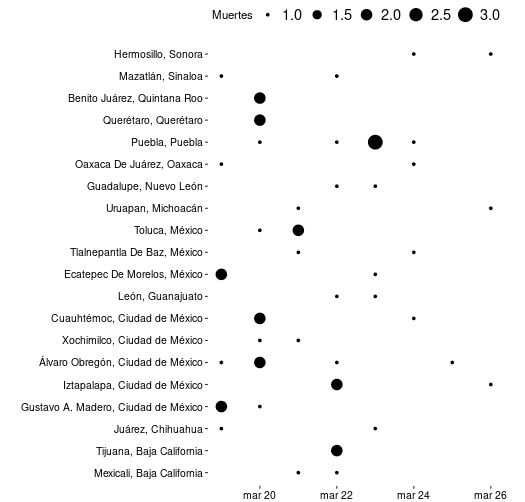 Muertes 1.0 1.5 2.0 2.5 3.0
Hermosillo, Sonora
Mazatlán, Sinaloa
Benito Juárez, Quintana Roo
Querétaro, Querétaro
Puebla, Puebla
Oaxaca De Juárez, Oaxaca
Guadalupe, Nuevo León
Uruapan, Michoacán
Toluca, México
Tlalnepantla De Baz, México
Ecatepec De Morelos, México
León, Guanajuato
Cuauhtémoc, Ciudad de México
Xochimilco, Ciudad de México
Álvaro Obregón, Ciudad de México
Iztapalapa, Ciudad de México
Gustavo A. Madero, Ciudad de México
Juárez, Chihuahua
Tijuana, Baja California
Mexicali, Baja California
mar 20 mar 22 mar 24 mar 26